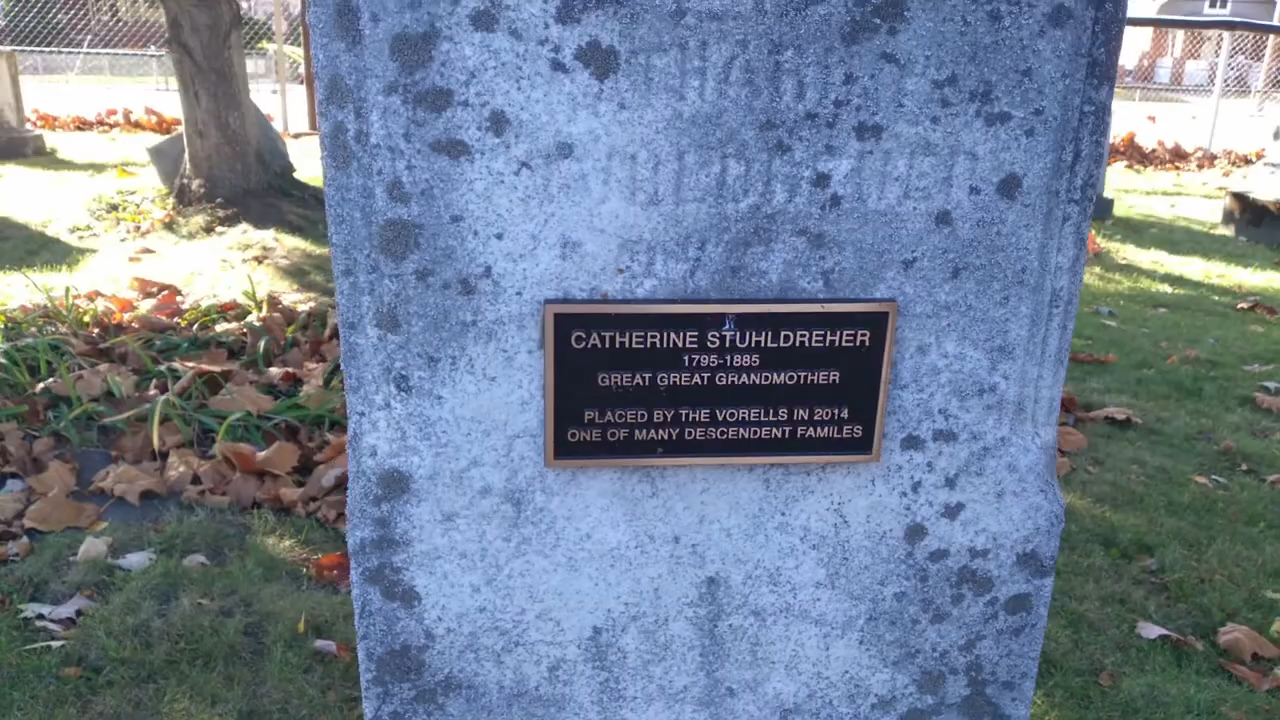 CATHERINE STUHLDREHER
1795-1885
GREAT GREAT GRANDMOTHER
PLACED BY THE VORELLS IN 2014
ONE OF MANY DESCENDENT FAMILES